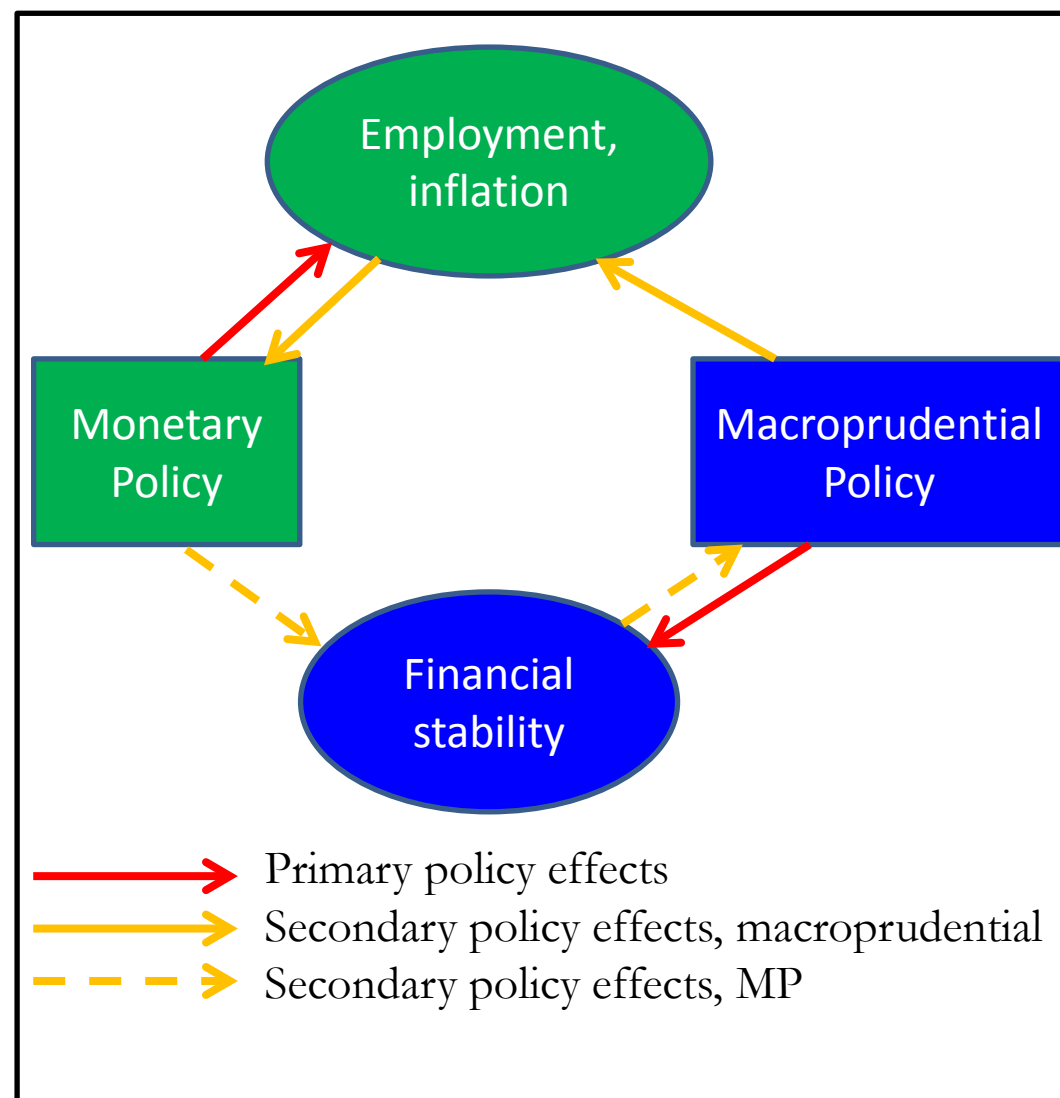 Employment,
inflation
Monetary
Policy
Macroprudential
Policy
Financial
stability
Primary policy effects
Secondary policy effects, macroprudential
Secondary policy effects, MP